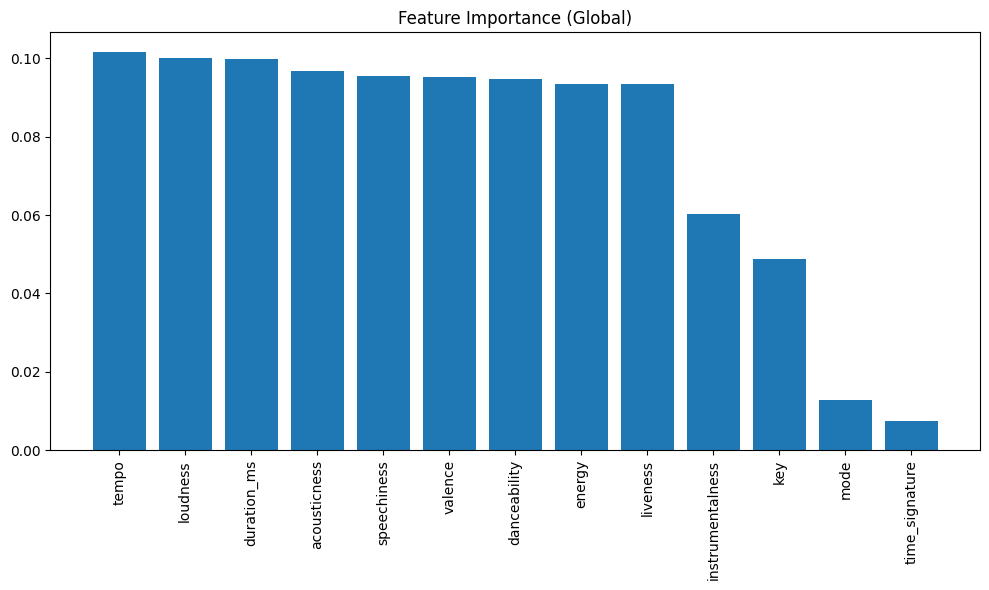 Feature Importance (Global)
0.10
0.08
0.06
0.04
0.02
0.00
tempo
loudness
duration_ms
acousticness
speechiness
valence
danceability
energy
liveness
instrumentalness
key
mode
time_signature